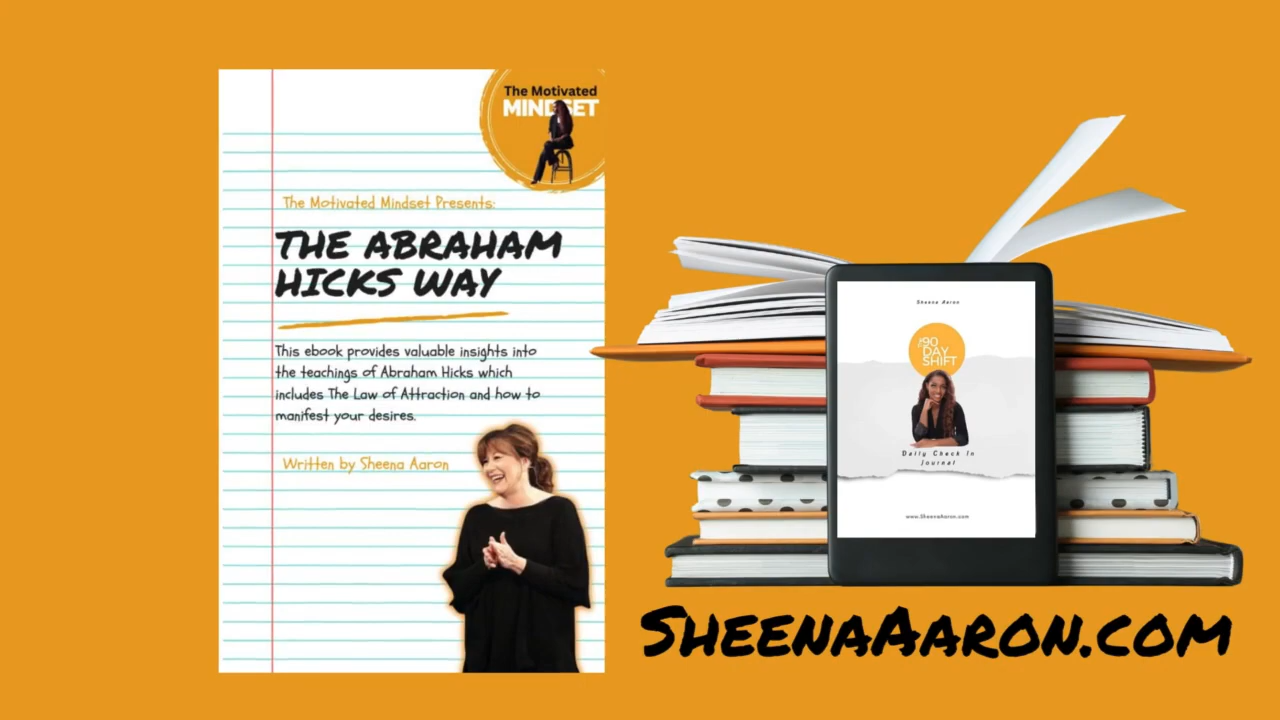 The Motivated
MINDSET
The Motivated Mindset Presents:
THE ABRAHAM
HICKS WAY
This ebook provides valuable insights into
the teachings of Abraham Hicks which
includes The Law of Attraction and how to
manifest your desires.
Written by Sheena Aaron
Sheena Aaron
90
DAY
SHIFT
Daily Check In
Journal
www.SheenaAaron.com
SHEENAAARON.COM